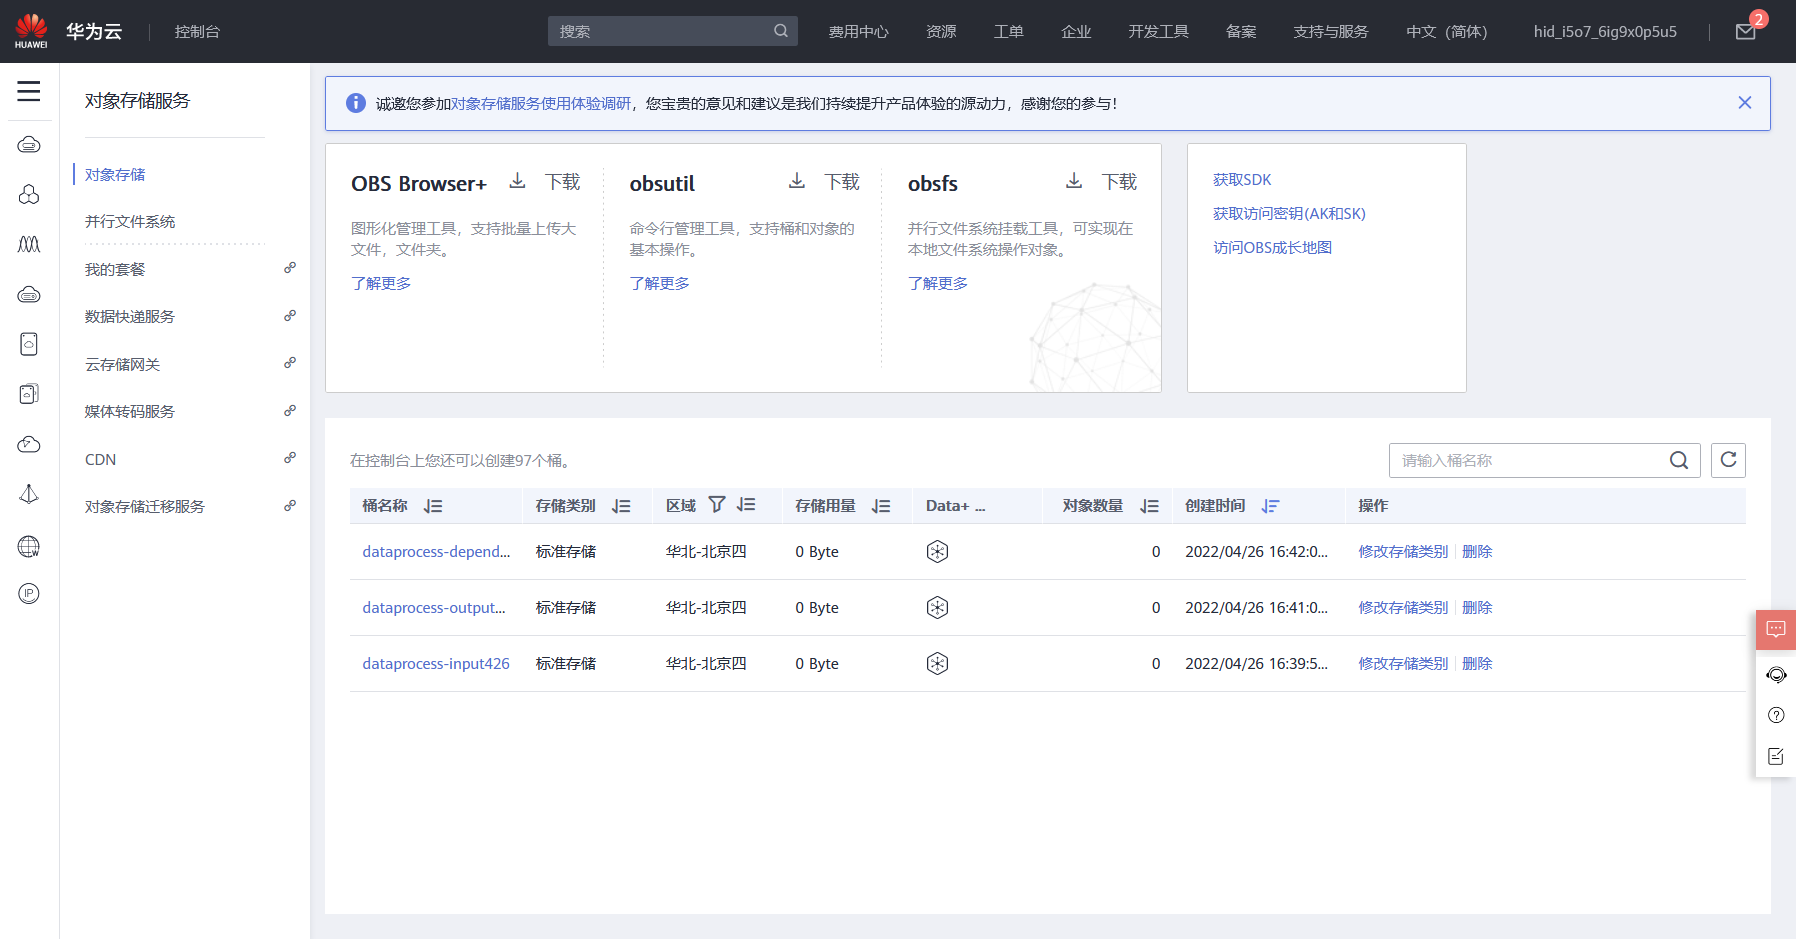 HUAWEI
华为云
控制台
搜索
费用中心
资源
工单
企业
开发工具
备案
支持与服务
中文（简体）
hid_i5o7_6ig9x0p5u5
2
对象存储服务
对象存储
并行文件系统
我的套餐
数据快递服务
云存储网关
媒体转码服务
CDN
对象存储迁移服务
诚邀您参加对象存储服务使用体验调研，您宝贵的意见和建议是我们持续提升产品体验的源动力，感谢您的参与！
OBS Browser+ 下载
图形化管理工具，支持批量上传大
文件，文件夹。
了解更多
obsutil 下载
命令行管理工具，支持桶和对象的
基本操作。
了解更多
obsfs 下载
并行文件系统挂载工具，可实现在
本地文件系统操作对象。
了解更多
获取SDK
获取访问密钥(AK和SK)
访问OBS成长地图
在控制台上您还可以创建97个桶。
请输入桶名称
桶名称 存储类别 区域 存储用量 Data+ ... 对象数量 创建时间 操作
dataprocess-depend... 标准存储 华北-北京四 0 Byte 0 2022/04/26 16:42:0... 修改存储类别 删除
dataprocess-output... 标准存储 华北-北京四 0 Byte 0 2022/04/26 16:41:0... 修改存储类别 删除
dataprocess-input426 标准存储 华北-北京四 0 Byte 0 2022/04/26 16:39:5... 修改存储类别 删除
IP